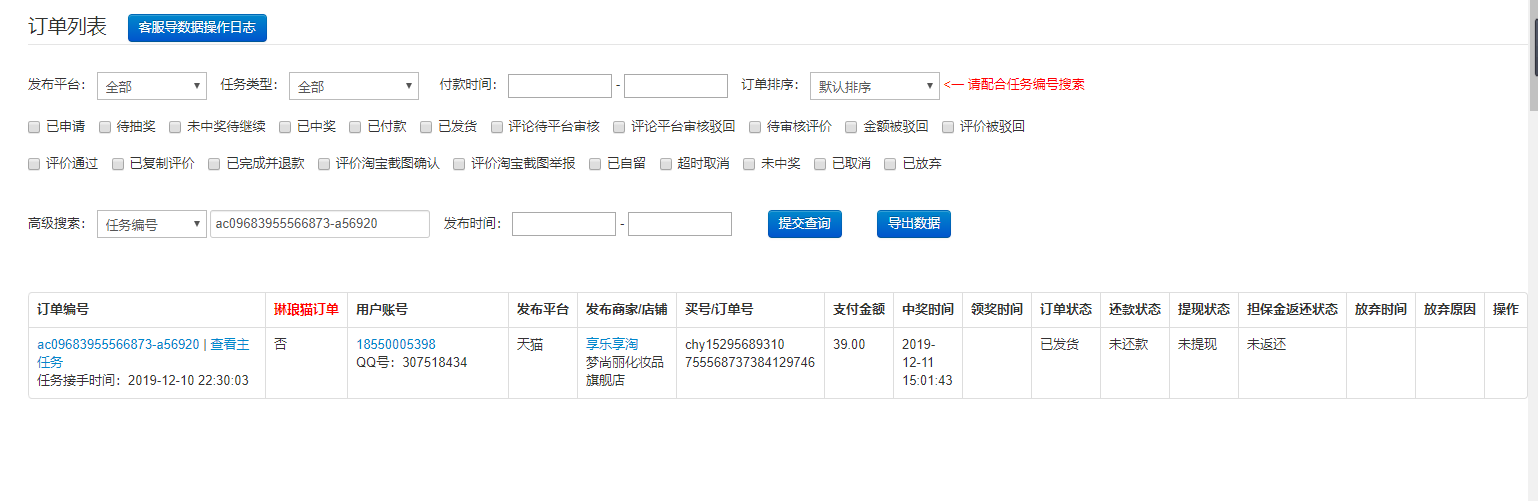 订单列表 客服导数据操作日志
发布平台： 全部 任务类型： 全部 付款时间： - 订单排序： 默认排序 <一 请配合任务编号搜索
已申请 待抽奖 未中奖待继续 已中奖 已付款 已发货 评论待平台审核 评论平台审核驳回 待审核评价 金额被驳回 评价被驳回
评价通过 已复制评价 已完成并退款 评价淘宝截图确认 评价淘宝截图举报 已自留 超时取消 未中奖 已取消 已放弃
高级搜索： 任务编号 ac09683955566873-a56920 发布时间： - 提交查询 导出数据
订单编号 琳琅猫订单 用户账号 发布平台 发布商家/店铺 买号/订单号 支付金额 中奖时间 领奖时间 订单状态 还款状态 提现状态 担保金返还状态 放弃时间 放弃原因 操作
ac09683955566873-a56920 | 查看主 否 18550005398 天猫 享乐享淘 chy15295689310 39.00 2019- 已发货 未还款 未提现 未返还
任务 QQ号：307518434 梦尚丽化妆品 755568737384129746 12-11
任务接手时间：2019-12-10 22:30:03 旗舰店 15:01:43